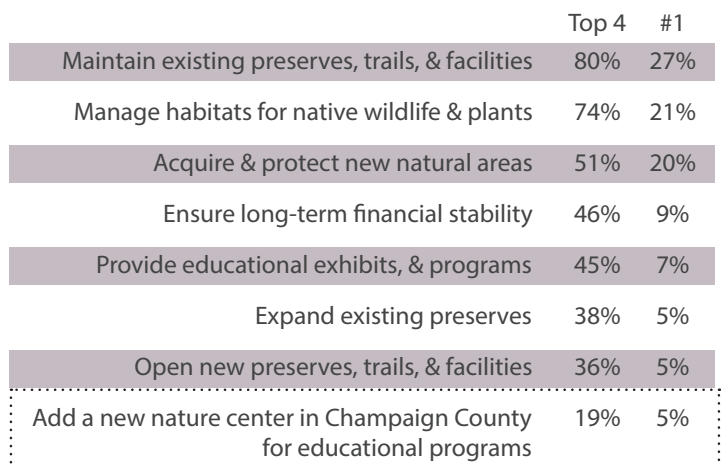 Top 4 #1
Maintain existing preserves, trails, & facilities 80% 27%
Manage habitats for native wildlife & plants 74% 21%
Acquire & protect new natural areas 51% 20%
Ensure long-term financial stability 46% 9%
Provide educational exhibits, & programs 45% 7%
Expand existing preserves 38% 5%
Open new preserves, trails, & facilities 36% 5%
Add a new nature center in Champaign County 19% 5%
for educational programs